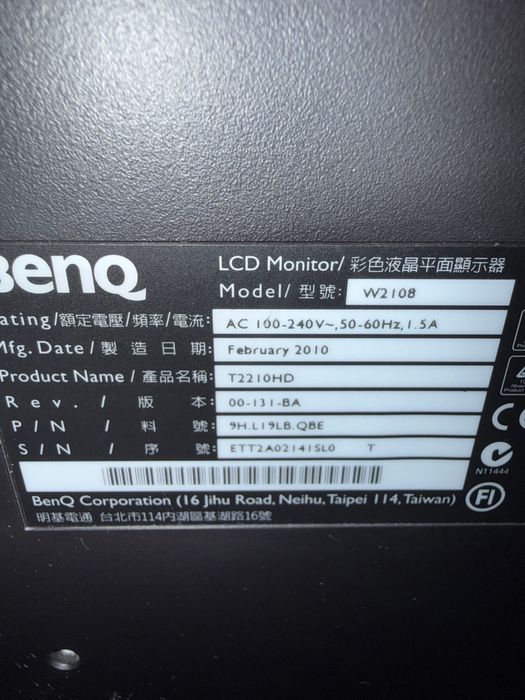 BenQ
LCD Monitor/ 彩色液晶平面顯示器
Model/ 型號: W2108
ating/額定電壓/頻率/電流: AC 100-240V~,50-60Hz,1.5A
Mfg. Date / 製 造 日 期: February 2010
Product Name / 產品名稱: T2210HD
R e v . / 版 本: 00-131-BA
P / N / 料 號: 9H.L19LB.QBE
S / N / 序 號: ETT2A02141SL0 T
N11444
BenQ Corporation (16 Jihu Road, Neihu, Taipei 114, Taiwan)
FI
明基電通 台北市114內湖區基湖路16號